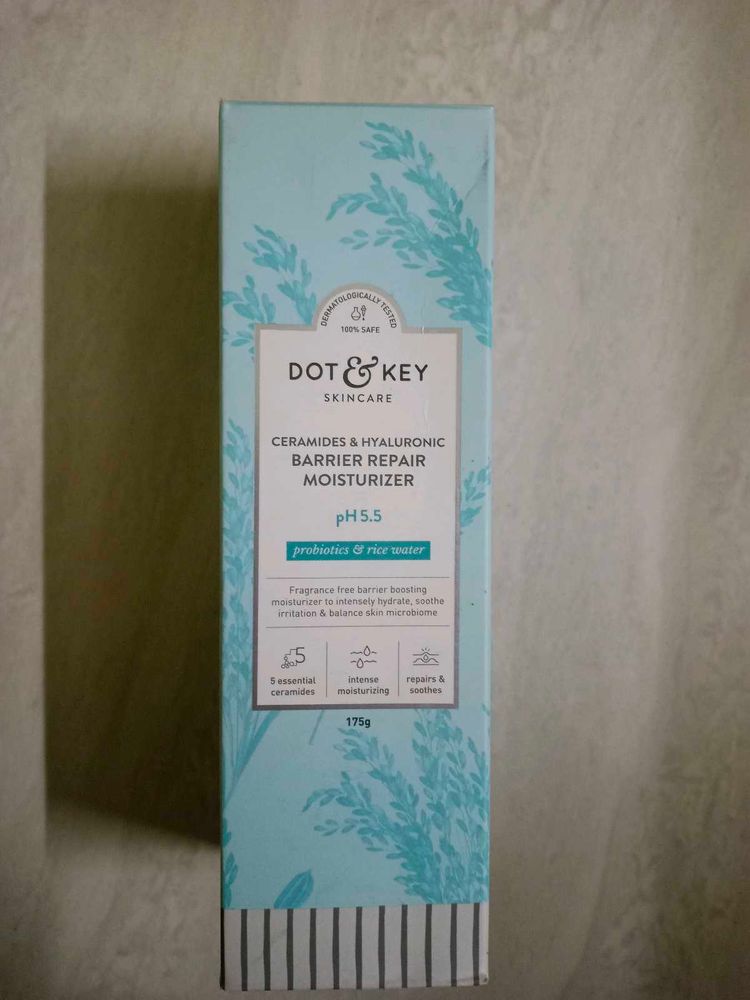 DERMATOLOGICALLY TESTED
100% SAFE
DOT & KEY
SKINCARE
CERAMIDES & HYALURONIC
BARRIER REPAIR
MOISTURIZER
pH 5.5
probiotics & rice water
Fragrance free barrier boosting
moisturizer to intensely hydrate, soothe
irritation & balance skin microbiome
5
5 essential
ceramides
intense
moisturizing
repairs &
soothes
175g